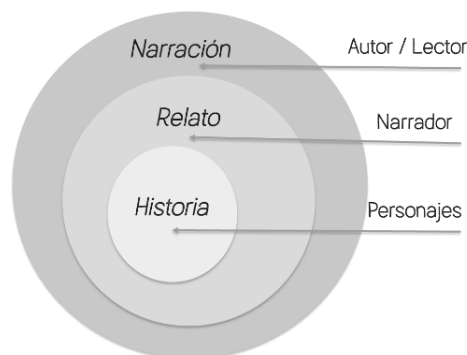 Narración
Autor / Lector
Relato
Narrador
Historia
Personajes